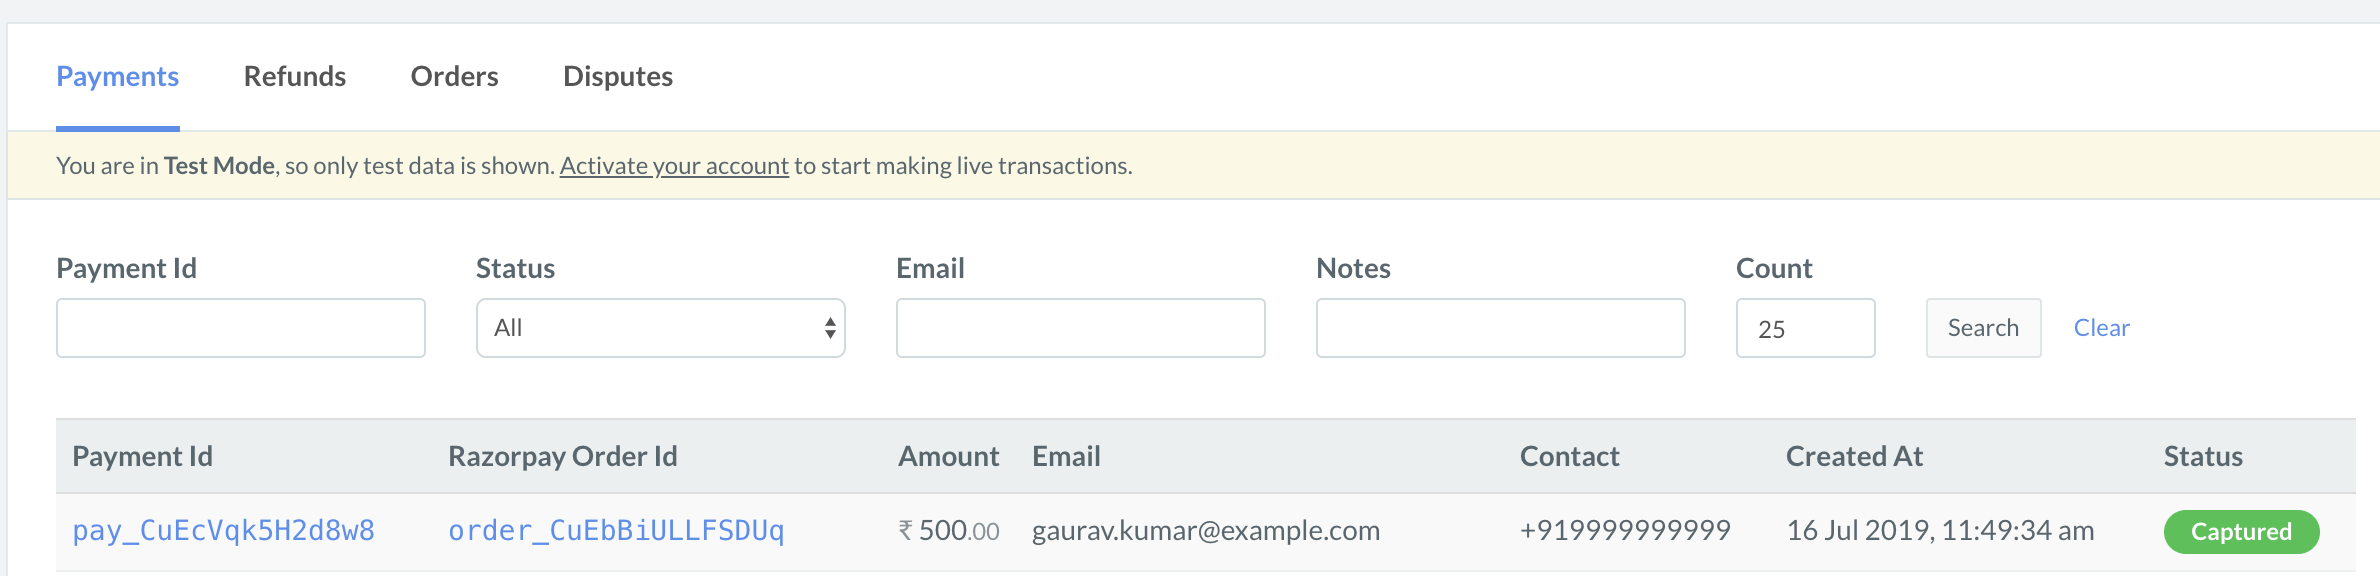 Payments Refunds Orders Disputes
You are in Test Mode, so only test data is shown. Activate your account to start making live transactions.
Payment Id Status Email Notes Count
All 25 Search Clear
Payment Id Razorpay Order Id Amount Email Contact Created At Status
pay_CuEcVqk5H2d8w8 order_CuEbBiULLFSDUq ₹ 500.00 gaurav.kumar@example.com +919999999999 16 Jul 2019, 11:49:34 am Captured